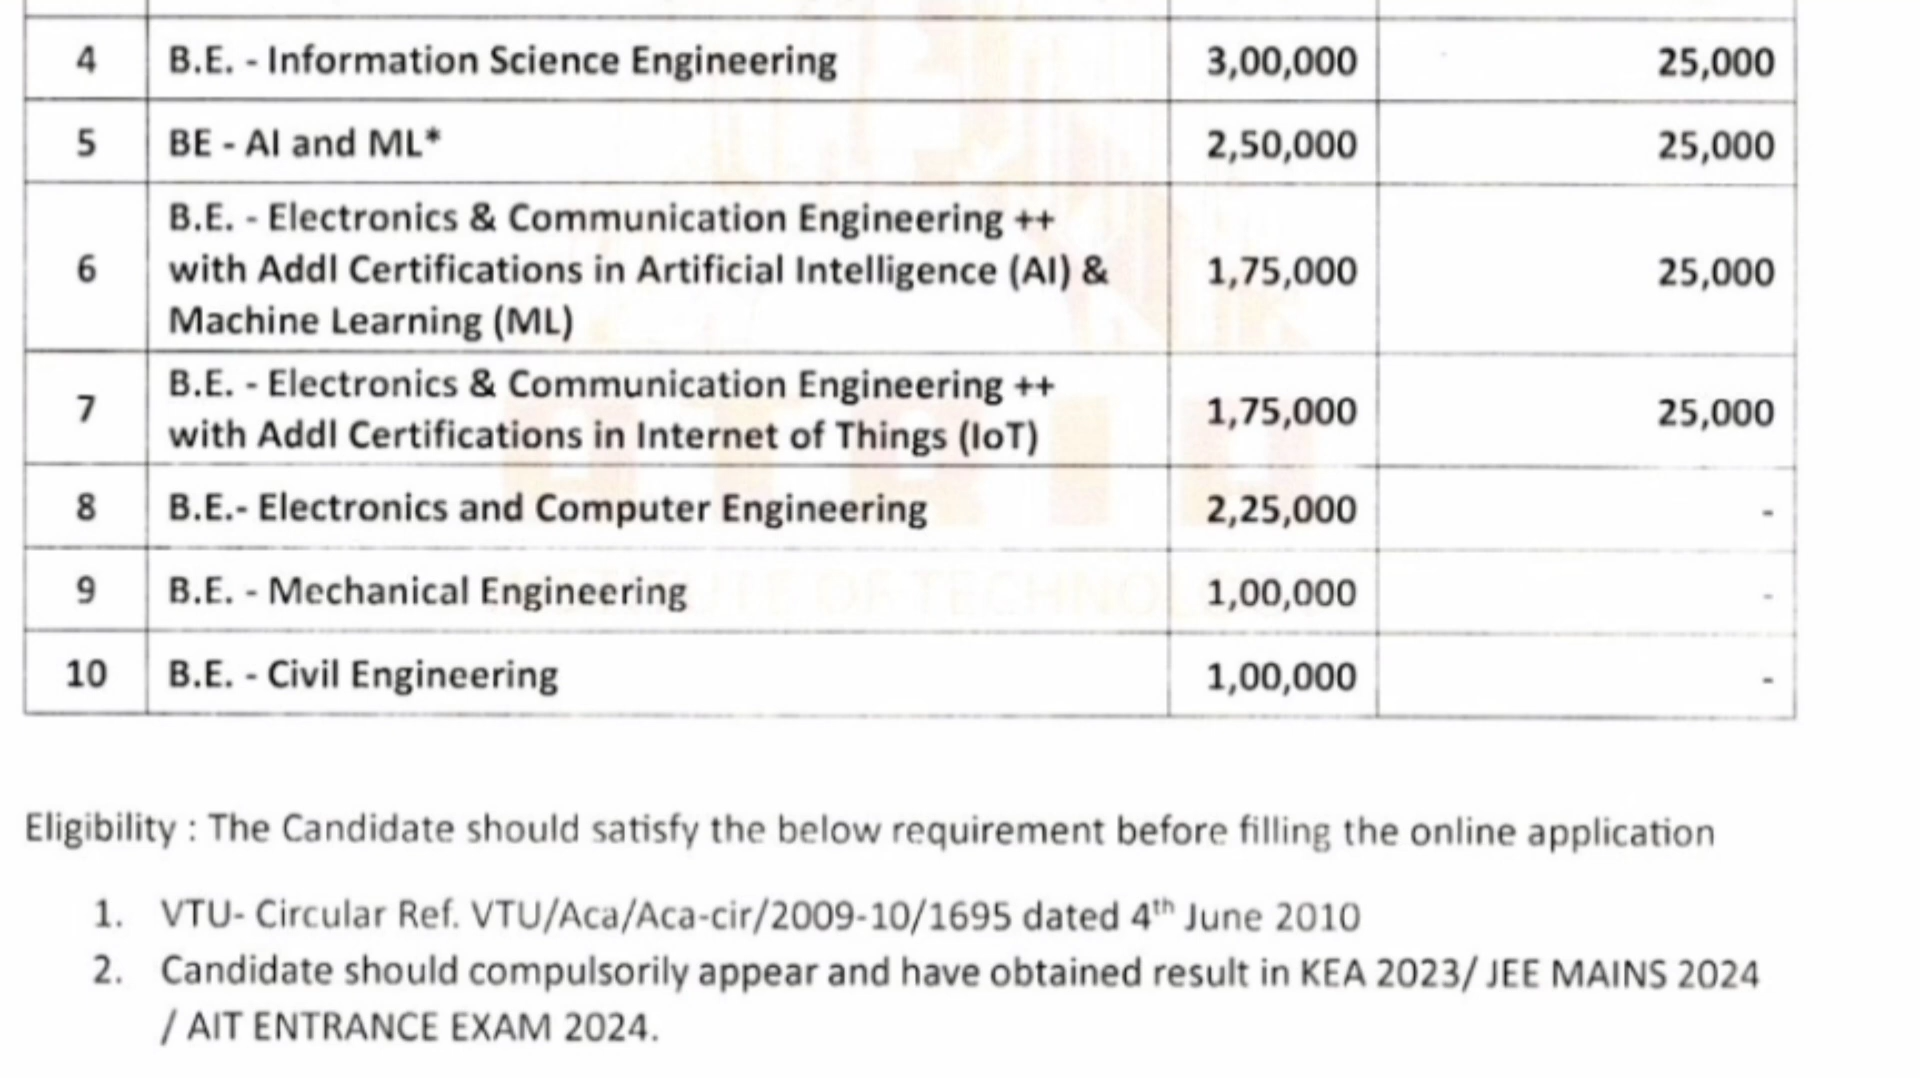 4 B.E. - Information Science Engineering 3,00,000 25,000
5 BE - AI and ML* 2,50,000 25,000
B.E. - Electronics & Communication Engineering ++
6 with Addl Certifications in Artificial Intelligence (AI) & 1,75,000 25,000
Machine Learning (ML)
B.E. - Electronics & Communication Engineering ++
7 with Addl Certifications in Internet of Things (IoT) 1,75,000 25,000
8 B.E.- Electronics and Computer Engineering 2,25,000 -
9 B.E. - Mechanical Engineering 1,00,000 -
10 B.E. - Civil Engineering 1,00,000 -
Eligibility : The Candidate should satisfy the below requirement before filling the online application
1. VTU- Circular Ref. VTU/Aca/Aca-cir/2009-10/1695 dated 4th June 2010
2. Candidate should compulsorily appear and have obtained result in KEA 2023/ JEE MAINS 2024
/ AIT ENTRANCE EXAM 2024.